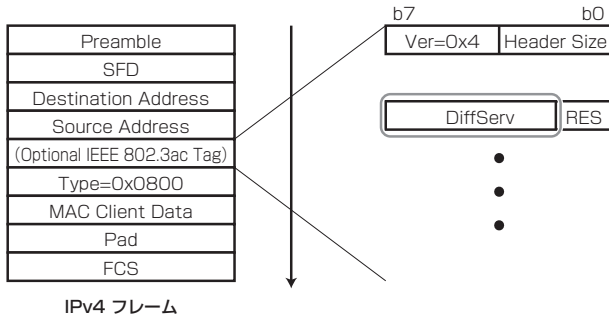 b7 b0
Preamble
SFD
Destination Address
Source Address
(Optional IEEE 802.3ac Tag)
Type=0x0800
MAC Client Data
Pad
FCS
IPv4 フレーム
Ver=0x4 Header Size
DiffServ RES